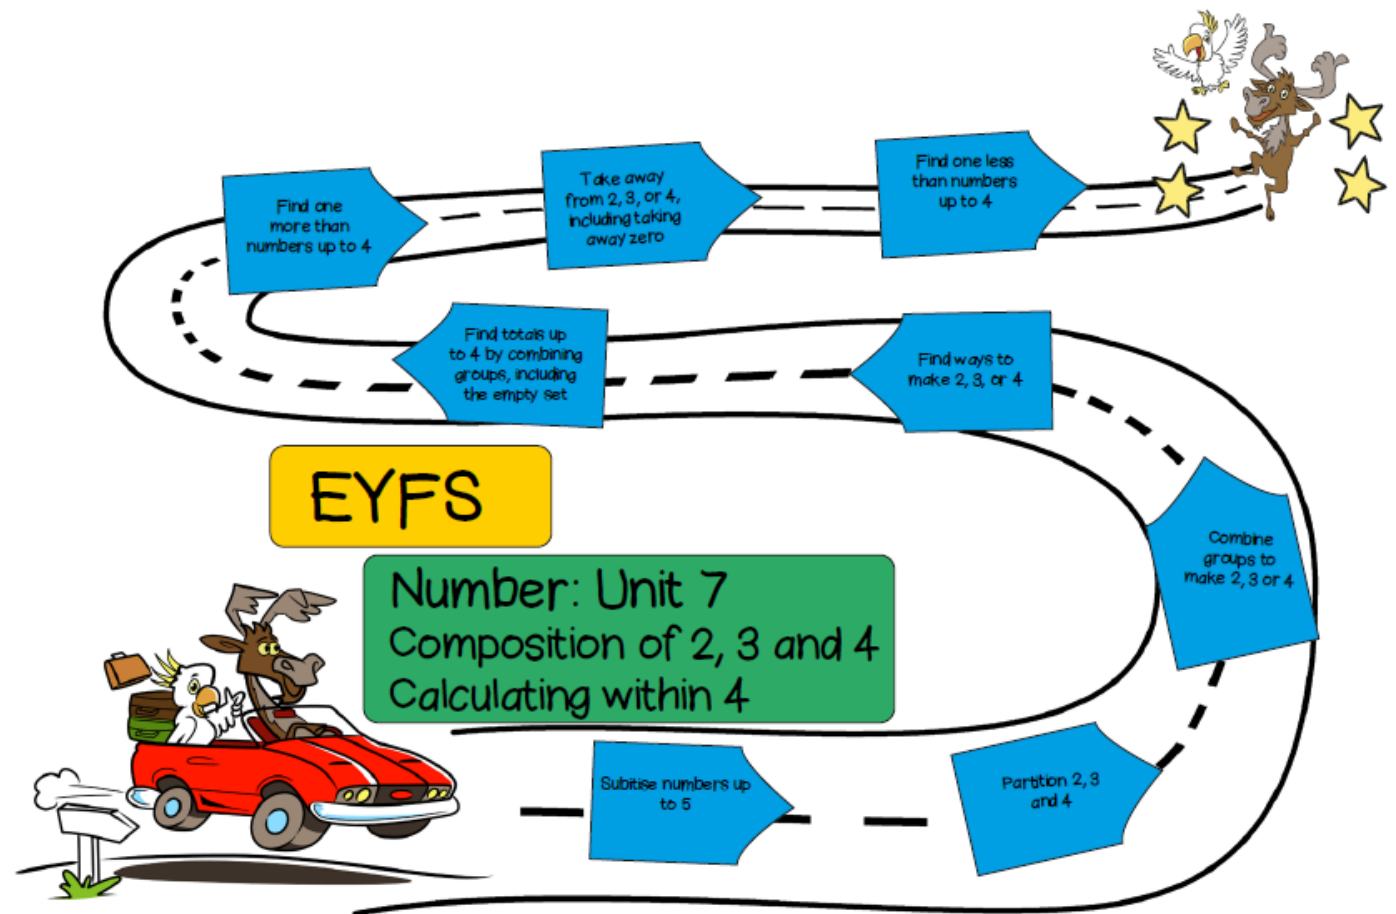 Find one
more than
numbers up to 4
Take away
from 2, 3, or 4,
including taking
away zero
Find one less
than numbers
up to 4
Find totals up
to 4 by combining
groups, including
the empty set
Find ways to
make 2, 3, or 4
EYFS
Combine
groups to
make 2, 3 or 4
Number: Unit 7
Composition of 2, 3 and 4
Calculating within 4
Subitise numbers up
to 5
Partition 2, 3
and 4